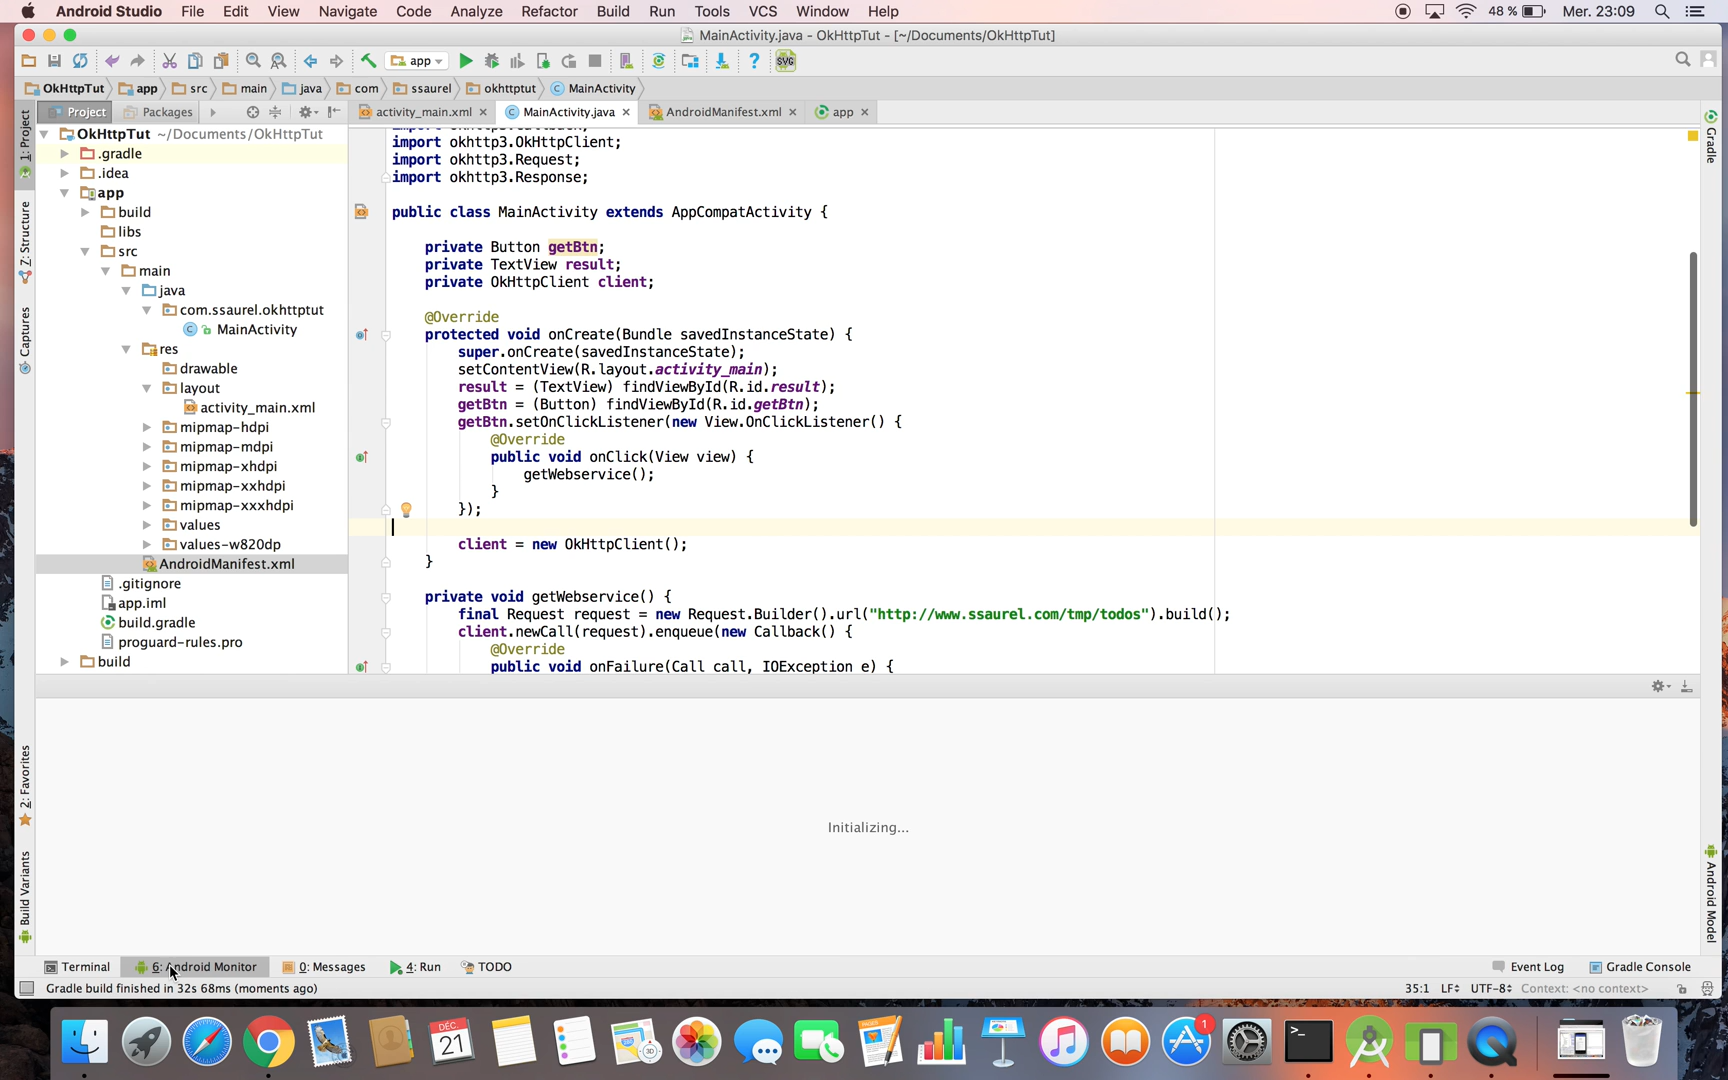 Android Studio File Edit View Navigate Code Analyze Refactor Build Run Tools VCS Window Help 48 % Mer. 23:09
MainActivity.java - OkHttpTut - [~/Documents/OkHttpTut]
app SVG
OkHttpTut app src main java com ssaurel okhttptut MainActivity
Project Packages activity_main.xml MainActivity.java AndroidManifest.xml app
1: Project
Z: Structure
Captures
2: Favorites
Build Variants
Gradle
Android Model
OkHttpTut ~/Documents/OkHttpTut
.gradle
.idea
app
build
libs
src
main
java
com.ssaurel.okhttptut
MainActivity
res
drawable
layout
activity_main.xml
mipmap-hdpi
mipmap-mdpi
mipmap-xhdpi
mipmap-xxhdpi
mipmap-xxxhdpi
values
values-w820dp
AndroidManifest.xml
.gitignore
app.iml
build.gradle
proguard-rules.pro
build
import okhttp3.Callback;
import okhttp3.OkHttpClient;
import okhttp3.Request;
import okhttp3.Response;
public class MainActivity extends AppCompatActivity {
private Button getBtn;
private TextView result;
private OkHttpClient client;
@Override
protected void onCreate(Bundle savedInstanceState) {
super.onCreate(savedInstanceState);
setContentView(R.layout.activity_main);
result = (TextView) findViewById(R.id.result);
getBtn = (Button) findViewById(R.id.getBtn);
getBtn.setOnClickListener(new View.OnClickListener() {
@Override
public void onClick(View view) {
getWebservice();
}
});
client = new OkHttpClient();
}
private void getWebservice() {
final Request request = new Request.Builder().url("http://www.ssaurel.com/tmp/todos").build();
client.newCall(request).enqueue(new Callback() {
@Override
public void onFailure(Call call, IOException e) {
Initializing...
Terminal 6: Android Monitor 0: Messages 4: Run TODO Event Log Gradle Console
Gradle build finished in 32s 68ms (moments ago) 35:1 LF UTF-8 Context: <no context>
DÉC.
21
3D
PAGES
1
>_